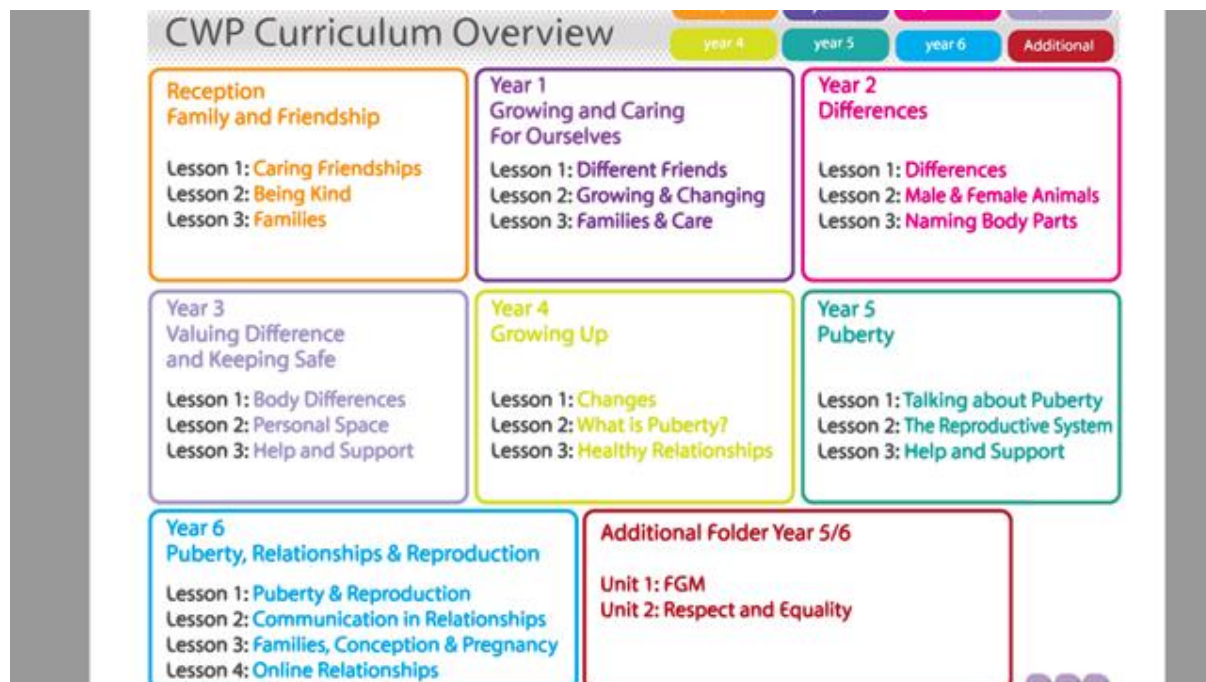 CWP Curriculum Overview
year 4
year 5
year 6
Additional
Reception
Family and Friendship
Lesson 1: Caring Friendships
Lesson 2: Being Kind
Lesson 3: Families
Year 1
Growing and Caring
For Ourselves
Lesson 1: Different Friends
Lesson 2: Growing & Changing
Lesson 3: Families & Care
Year 2
Differences
Lesson 1: Differences
Lesson 2: Male & Female Animals
Lesson 3: Naming Body Parts
Year 3
Valuing Difference
and Keeping Safe
Lesson 1: Body Differences
Lesson 2: Personal Space
Lesson 3: Help and Support
Year 4
Growing Up
Lesson 1: Changes
Lesson 2: What is Puberty?
Lesson 3: Healthy Relationships
Year 5
Puberty
Lesson 1: Talking about Puberty
Lesson 2: The Reproductive System
Lesson 3: Help and Support
Year 6
Puberty, Relationships & Reproduction
Lesson 1: Puberty & Reproduction
Lesson 2: Communication in Relationships
Lesson 3: Families, Conception & Pregnancy
Lesson 4: Online Relationships
Additional Folder Year 5/6
Unit 1: FGM
Unit 2: Respect and Equality